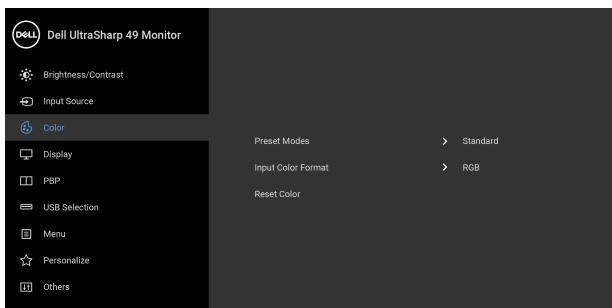 DELL Dell UltraSharp 49 Monitor
Brightness/Contrast
Input Source
Color
Display
Preset Modes Standard
Input Color Format RGB
PBP
Reset Color
USB Selection
Menu
Personalize
Others